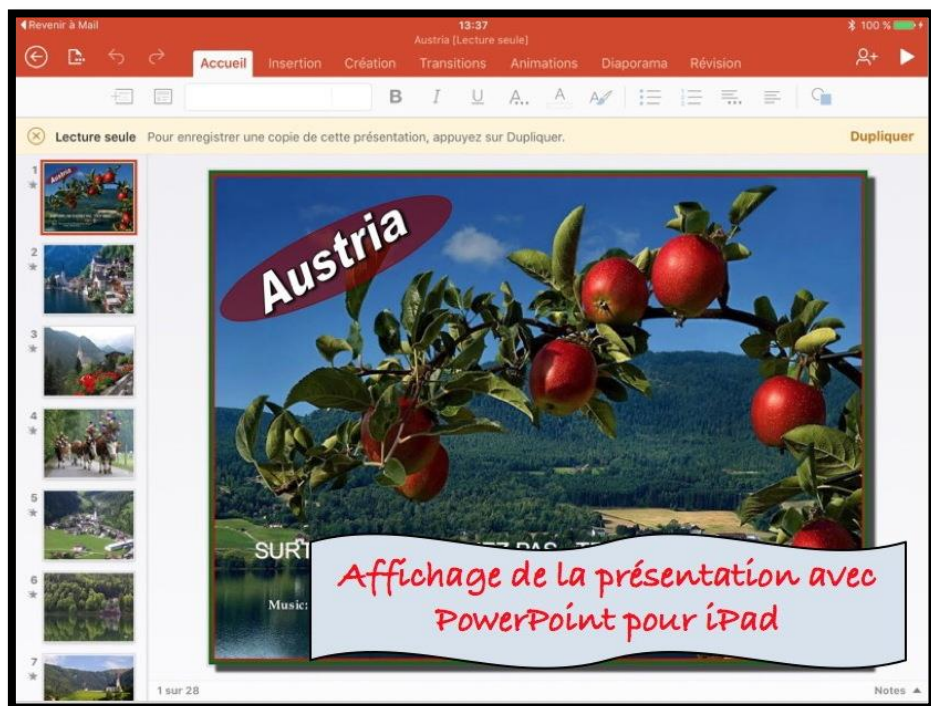 Revenir à Mail 13:37 100 %
Austria [Lecture seule]
Accueil Insertion Création Transitions Animations Diaporama Révision
B I U A... A
Lecture seule Pour enregistrer une copie de cette présentation, appuyez sur Dupliquer. Dupliquer
1
2
3
4
5
6
7
Austria
Music:
Affichage de la présentation avec
PowerPoint pour iPad
1 sur 28 Notes